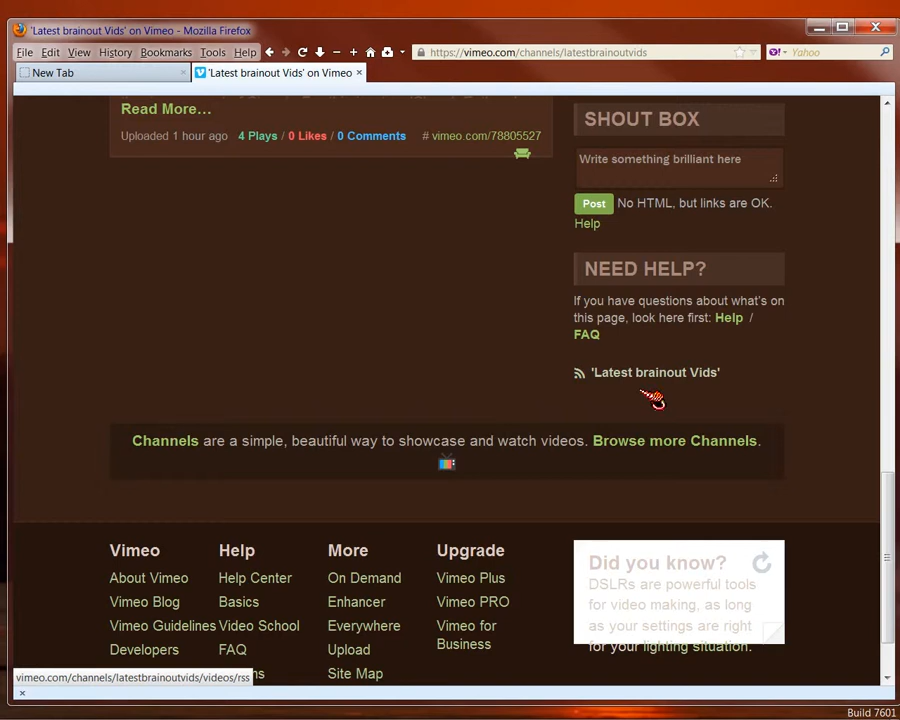 'Latest brainout Vids' on Vimeo - Mozilla Firefox
File Edit View History Bookmarks Tools Help
https://vimeo.com/channels/latestbrainoutvids
Yahoo
New Tab
'Latest brainout Vids' on Vimeo
Read More...
Uploaded 1 hour ago 4 Plays / 0 Likes / 0 Comments # vimeo.com/78805527
SHOUT BOX
Write something brilliant here
Post No HTML, but links are OK.
Help
NEED HELP?
If you have questions about what's on
this page, look here first: Help /
FAQ
'Latest brainout Vids'
Channels are a simple, beautiful way to showcase and watch videos. Browse more Channels.
Vimeo
About Vimeo
Vimeo Blog
Vimeo Guidelines
Developers
Help
Help Center
Basics
Video School
FAQ
More
On Demand
Enhancer
Everywhere
Upload
Site Map
Upgrade
Vimeo Plus
Vimeo PRO
Vimeo for
Business
Did you know?
DSLRs are powerful tools
for video making, as long
as your settings are right
for your lighting situation.
vimeo.com/channels/latestbrainoutvids/videos/rss
Build 7601